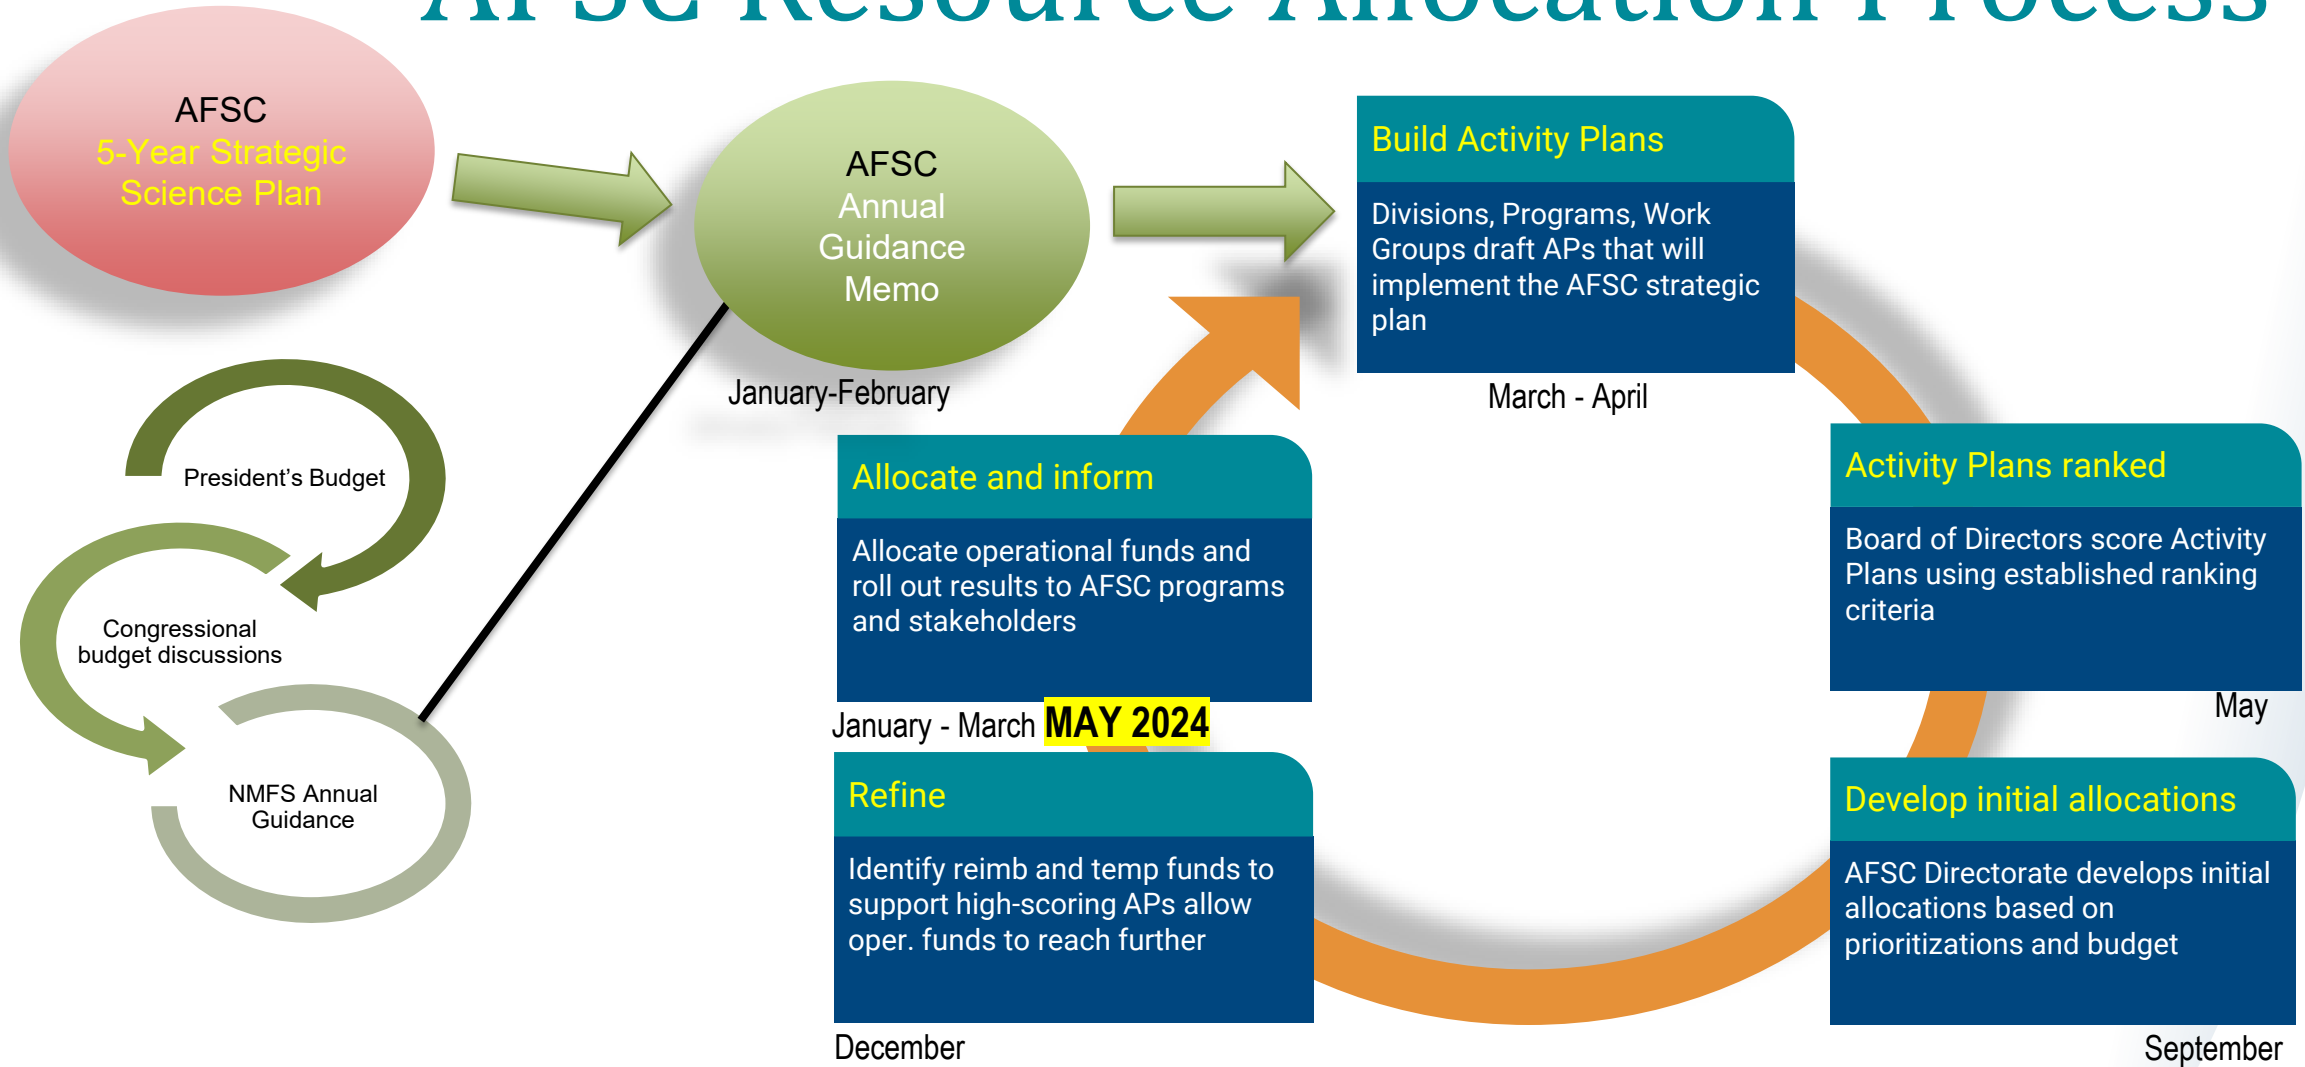 AFSC Resource Allocation Process
AFSC
5-Year Strategic
Science Plan
AFSC
Annual
Guidance
Memo
January-February
Build Activity Plans
Divisions, Programs, Work
Groups draft APs that will
implement the AFSC strategic
plan
March - April
President’s Budget
Congressional
budget discussions
NMFS Annual
Guidance
Allocate and inform
Allocate operational funds and
roll out results to AFSC programs
and stakeholders
January - March MAY 2024
Activity Plans ranked
Board of Directors score Activity
Plans using established ranking
criteria
May
Refine
Identify reimb and temp funds to
support high-scoring APs allow
oper. funds to reach further
December
Develop initial allocations
AFSC Directorate develops initial
allocations based on
prioritizations and budget
September